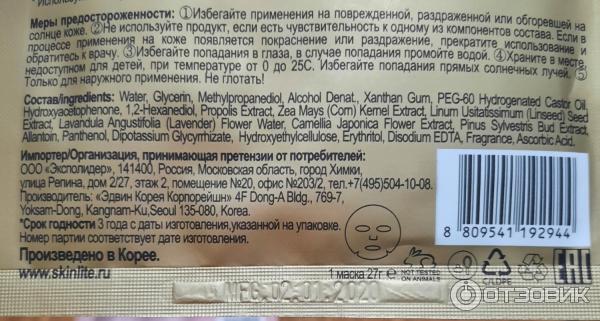 Меры предосторожности: ①Избегайте применения на поврежденной, раздраженной или обгоревшей на
солнце коже. ②Не используйте продукт, если есть чувствительность к одному из компонентов состава. Если в
процессе применения на коже появляется покраснение или раздражение, прекратите использование и
обратитесь к врачу. ③Избегайте попадания в глаза, в случае попадания промойте водой. ④Храните в месте,
недоступном для детей, при температуре от 0 до 25С. Избегайте попадания прямых солнечных лучей. ⑤
Только для наружного применения. Не глотать!
Состав/ingredients: Water, Glycerin, Methylpropanediol, Alcohol Denat., Xanthan Gum, PEG-60 Hydrogenated Castor Oil,
Hydroxyacetophenone, 1,2-Hexanediol, Propolis Extract, Zea Mays (Corn) Kernel Extract, Linum Usitatissimum (Linseed) Seed
Extract, Lavandula Angustifolia (Lavender) Flower Water, Camellia Japonica Flower Extract, Pinus Sylvestris Bud Extract,
Allantoin, Panthenol, Dipotassium Glycyrrhizate, Hydroxyethylcellulose, Erythritol, Disodium EDTA, Fragrance, Ascorbic Acid.
Импортер/Организация, принимающая претензии от потребителей:
ООО «Эксполидер», 141400, Россия, Московская область, город Химки,
улица Репина, дом 2/27, этаж 2, помещение №20, офис №203/2, тел.+7(495)504-10-08.
Производитель: «Эдвин Корея Корпорейшн» 4F Dong-A Bldg., 769-7,
Yoksam-Dong, Kangnam-Ku,Seoul 135-080, Korea.
*Срок годности 3 года с даты изготовления,указанной на упаковке.
Номер партии соответствует дате изготовления.
Произведено в Корее.
www.skinlite.ru
1 маска 27г
NOT TESTED
ON ANIMALS
C/LDPE
EAC
8 809541 192944
MFG.02.01.2020
ОТЗОВИК